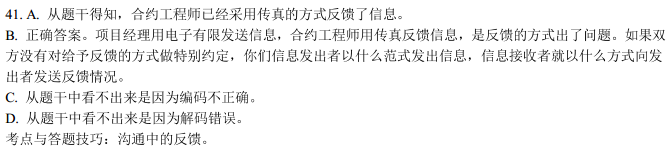 41. A. 从题干得知，合约工程师已经采用传真的方式反馈了信息。
B. 正确答案。项目经理用电子有限发送信息，合约工程师用传真反馈信息，是反馈的方式出了问题。如果双
方没有对给予反馈的方式做特别约定，你们信息发出者以什么范式发出信息，信息接收者就以什么方式向发
出者发送反馈情况。
C. 从题干中看不出来是因为编码不正确。
D. 从题干中看不出来是因为解码错误。
考点与答题技巧：沟通中的反馈。